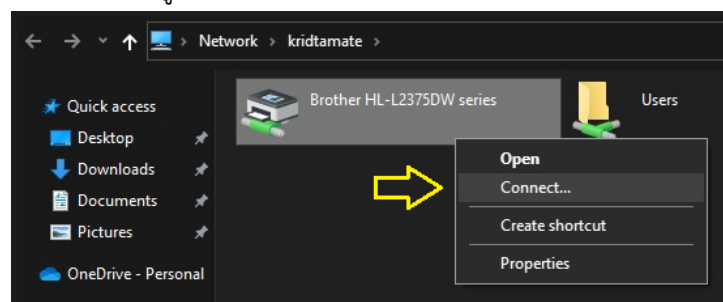 Network > kridtamate >
Quick access
Desktop
Downloads
Documents
Pictures
OneDrive - Personal
Brother HL-L2375DW series
Users
Open
Connect...
Create shortcut
Properties